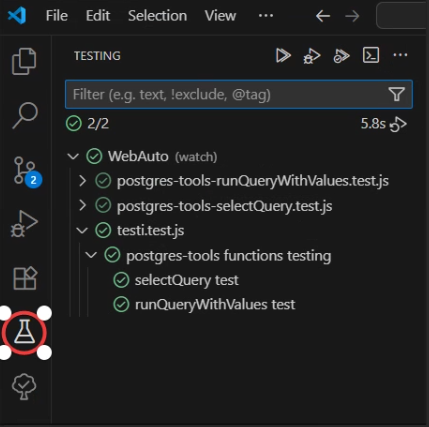 File Edit Selection View ...
TESTING
Filter (e.g. text, !exclude, @tag)
2/2 5.8s
WebAuto (watch)
postgres-tools-runQueryWithValues.test.js
postgres-tools-selectQuery.test.js
testi.test.js
postgres-tools functions testing
selectQuery test
runQueryWithValues test
2